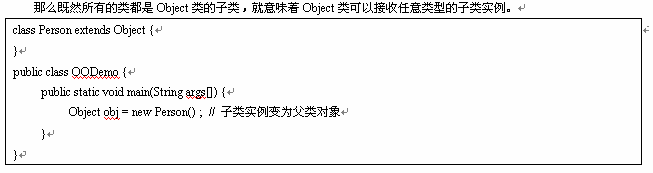 那么既然所有的类都是 Object 类的子类，就意味着 Object 类可以接收任意类型的子类实例。
class Person extends Object {
}
public class OODemo {
public static void main(String args[]) {
Object obj = new Person() ; // 子类实例变为父类对象
}
}